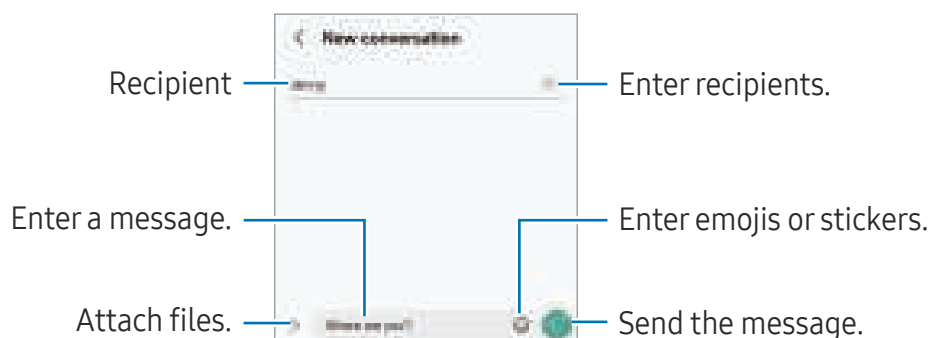 New conversation
Recipient
Enter recipients.
Enter a message.
Enter emojis or stickers.
Attach files.
Where are you?
Send the message.